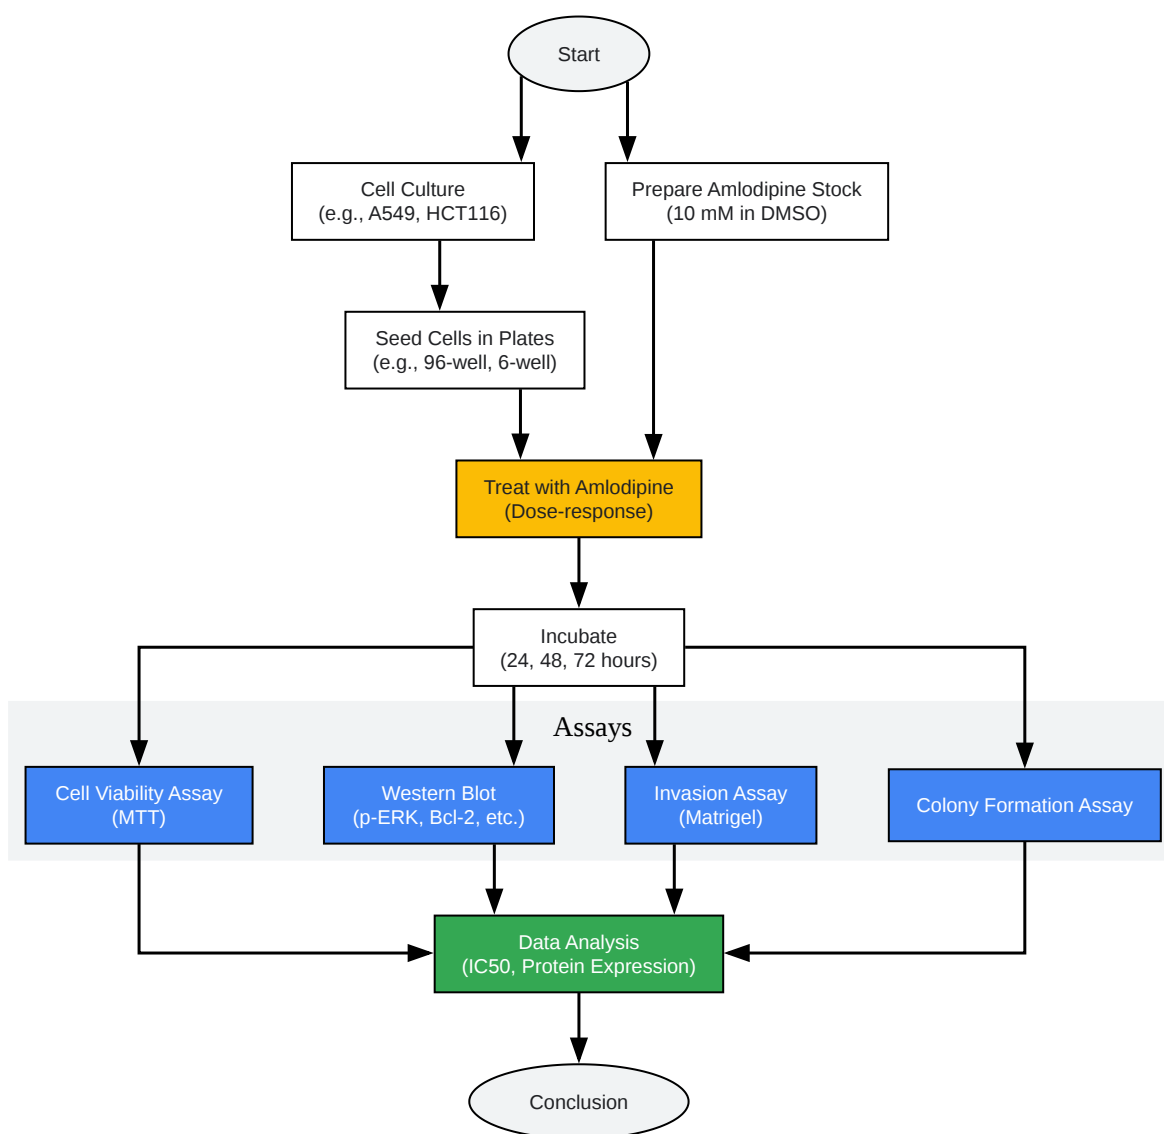 Start
Cell Culture
(e.g., A549, HCT116)
Prepare Amlodipine Stock
(10 mM in DMSO)
Seed Cells in Plates
(e.g., 96-well, 6-well)
Treat with Amlodipine
(Dose-response)
Incubate
(24, 48, 72 hours)
Assays
Cell Viability Assay
(MTT)
Western Blot
(p-ERK, Bcl-2, etc.)
Invasion Assay
(Matrigel)
Colony Formation Assay
Data Analysis
(IC50, Protein Expression)
Conclusion